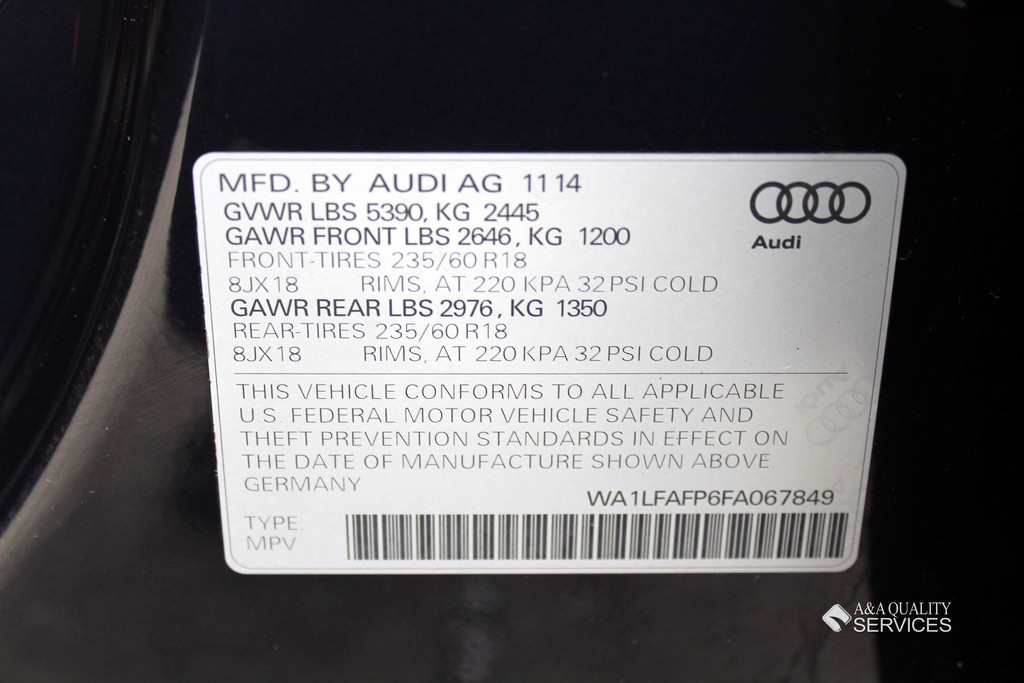 MFD. BY AUDI AG 11 14
GVWR LBS 5390, KG 2445
GAWR FRONT LBS 2646, KG 1200
FRONT-TIRES 235/60 R18
8JX18 RIMS, AT 220 KPA 32 PSI COLD
GAWR REAR LBS 2976, KG 1350
REAR-TIRES 235/60 R18
8JX18 RIMS, AT 220 KPA 32 PSI COLD
Audi
THIS VEHICLE CONFORMS TO ALL APPLICABLE
U.S. FEDERAL MOTOR VEHICLE SAFETY AND
THEFT PREVENTION STANDARDS IN EFFECT ON
THE DATE OF MANUFACTURE SHOWN ABOVE.
GERMANY
WA1LFAFP6FA067849
TYPE:
MPV
A&A QUALITY
SERVICES